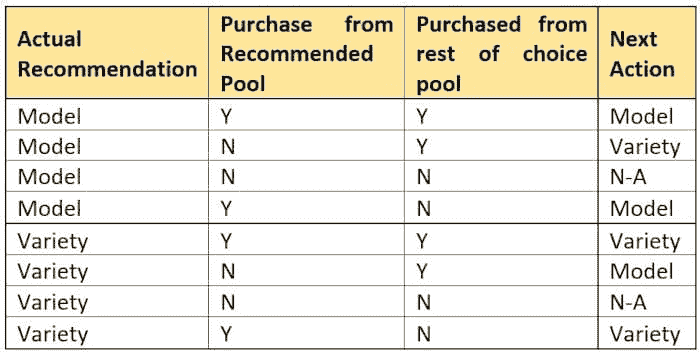 Actual Recommendation | Purchase from Recommended Pool | Purchased from rest of choice pool | Next Action
Model | Y | Y | Model
Model | N | Y | Variety
Model | N | N | N-A
Model | Y | N | Model
Variety | Y | Y | Variety
Variety | N | Y | Model
Variety | N | N | N-A
Variety | Y | N | Variety